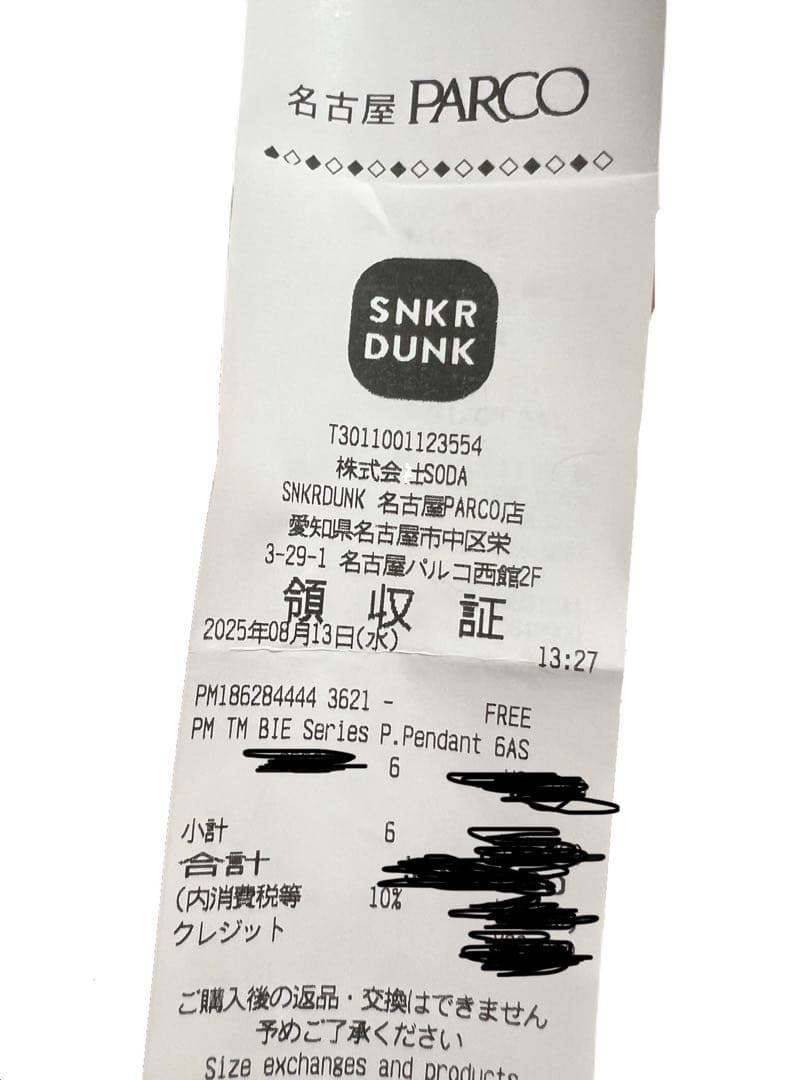 名古屋 PARCO
SNKR
DUNK
T3011001123554
株式会社SODA
SNKRDUNK 名古屋PARCO店
愛知県名古屋市中区栄
3-29-1 名古屋パルコ西館2F
領 収 証
2025年08月13日(水) 13:27
PM186284444 3621 - FREE
PM TM BIE Series P.Pendant 6AS
6
小計 6
合計
(内消費税等 10%
クレジット
ご購入後の返品・交換はできません
予めご了承ください
Size exchanges and products